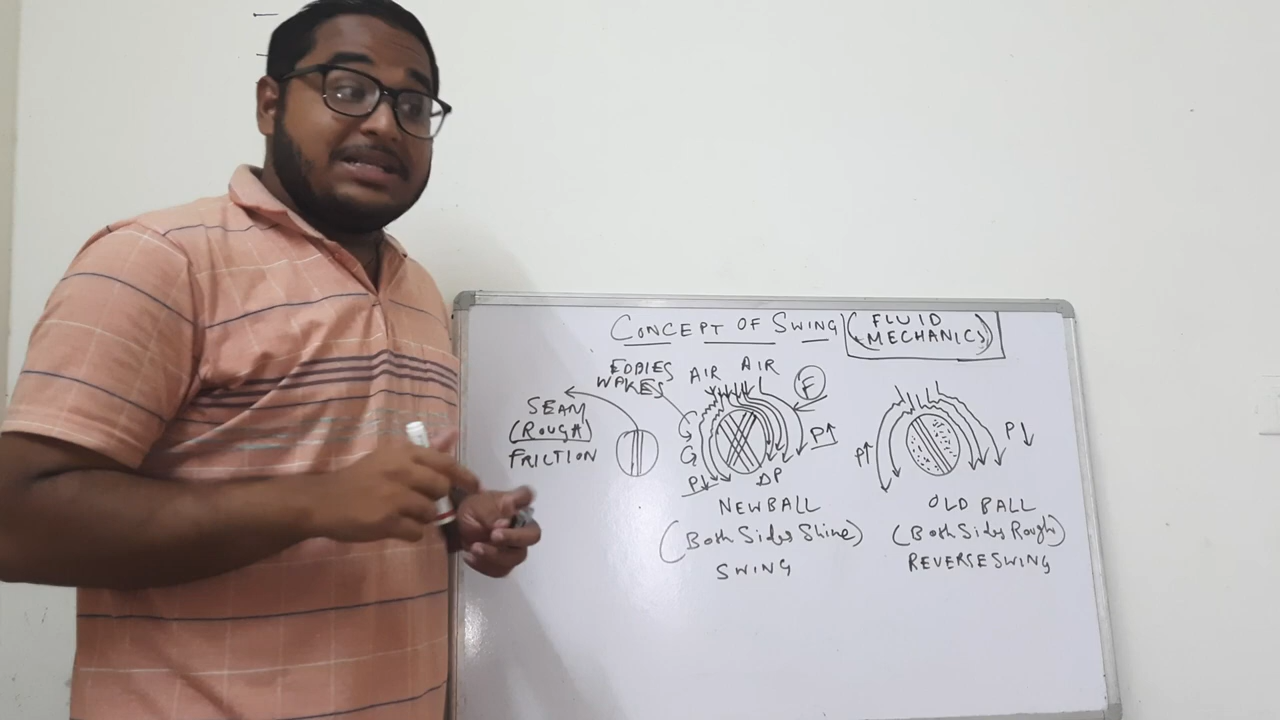 CONCEPT OF SWING (FLUID
MECHANICS)
EDDIES
WAKES
AIR AIR
F
SEAM
(ROUGH)
FRICTION
P↑
P↓
ΔP
P↑
P↓
NEW BALL
(Both Sides Shine)
SWING
OLD BALL
(Both Sides Rough)
REVERSE SWING